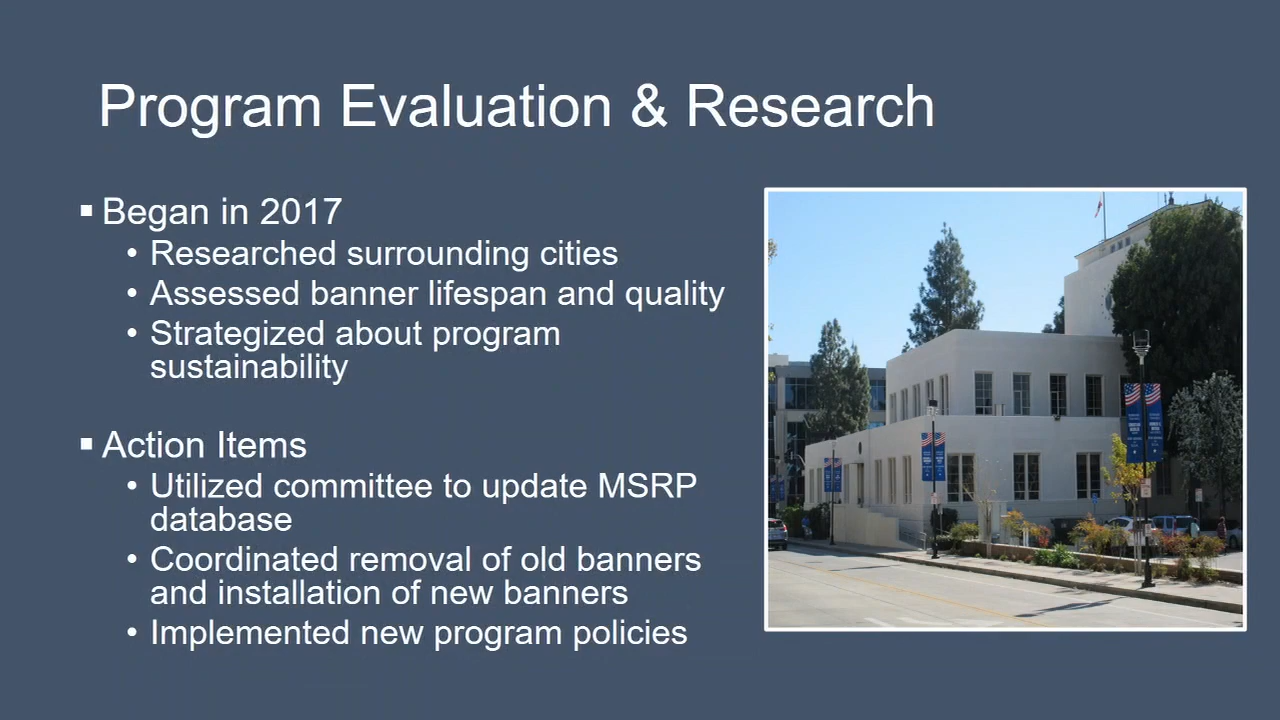 Program Evaluation & Research
▪ Began in 2017
• Researched surrounding cities
• Assessed banner lifespan and quality
• Strategized about program
sustainability
▪ Action Items
• Utilized committee to update MSRP
database
• Coordinated removal of old banners
and installation of new banners
• Implemented new program policies